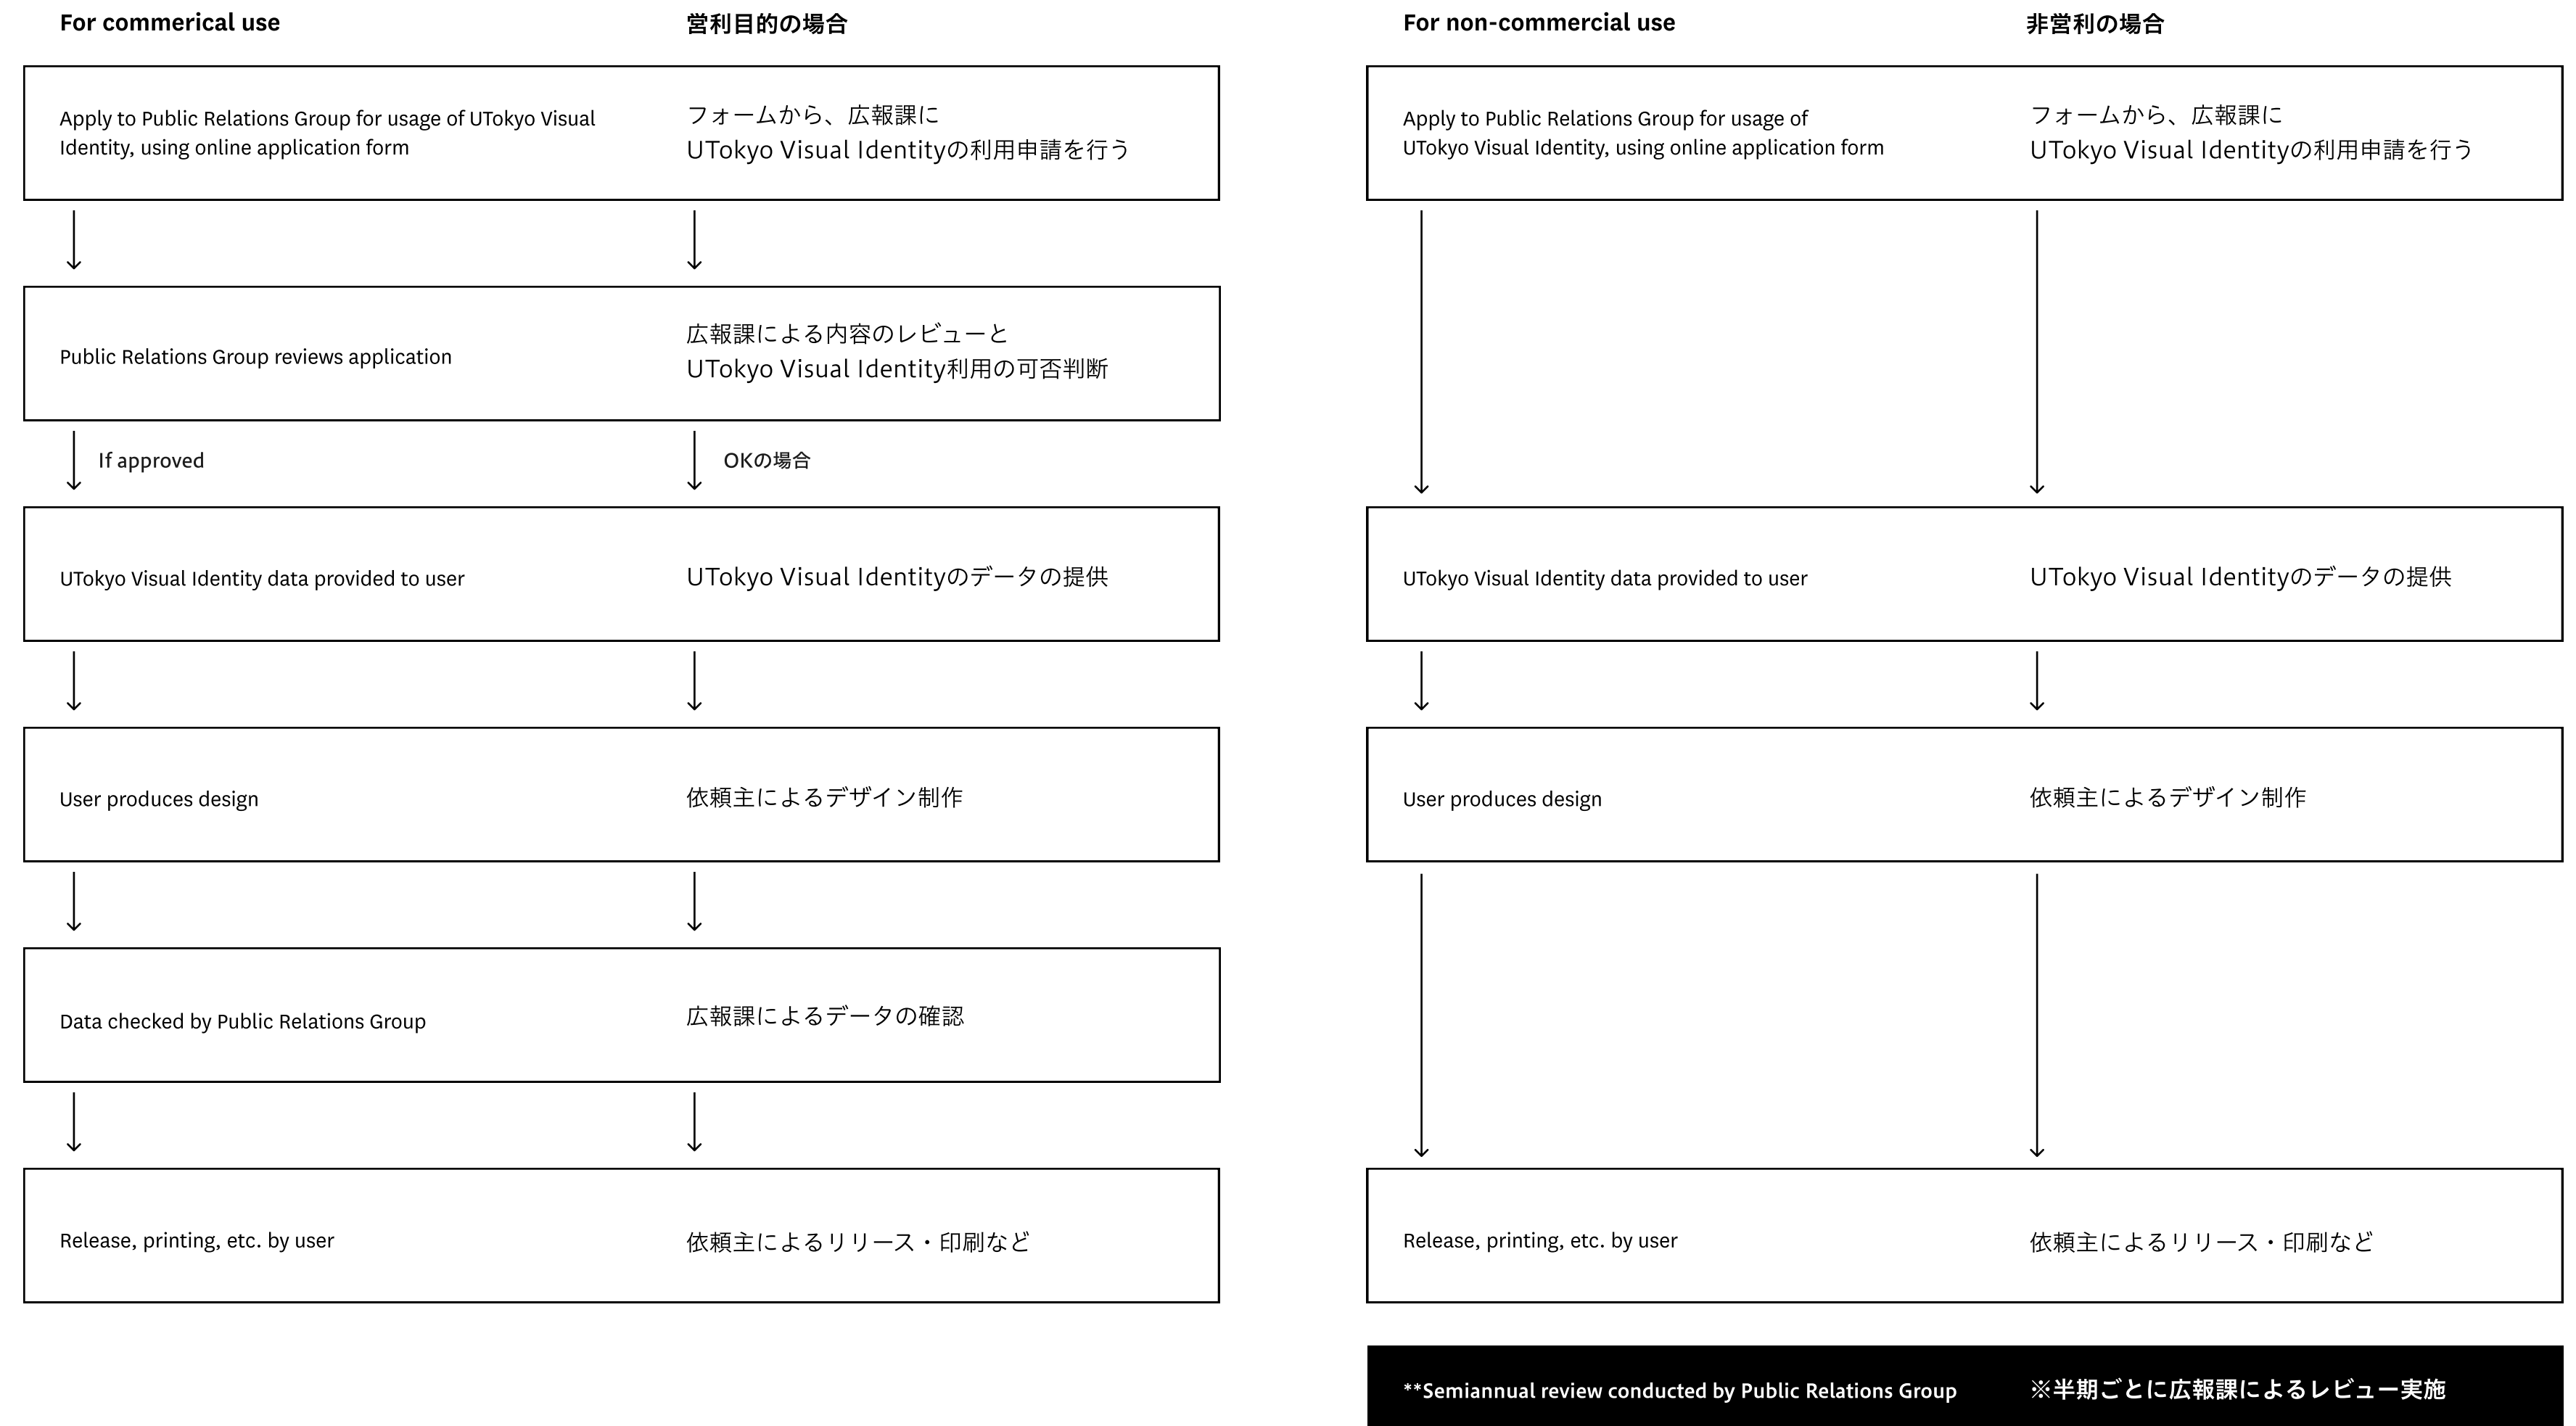 For commerical use
営利目的の場合
Apply to Public Relations Group for usage of UTokyo Visual
Identity, using online application form
フォームから、広報課に
UTokyo Visual Identityの利用申請を行う
Public Relations Group reviews application
広報課による内容のレビューと
UTokyo Visual Identity利用の可否判断
If approved
OKの場合
UTokyo Visual Identity data provided to user
UTokyo Visual Identityのデータの提供
User produces design
依頼主によるデザイン制作
Data checked by Public Relations Group
広報課によるデータの確認
Release, printing, etc. by user
依頼主によるリリース・印刷など
For non-commercial use
非営利の場合
Apply to Public Relations Group for usage of
UTokyo Visual Identity, using online application form
フォームから、広報課に
UTokyo Visual Identityの利用申請を行う
UTokyo Visual Identity data provided to user
UTokyo Visual Identityのデータの提供
User produces design
依頼主によるデザイン制作
Release, printing, etc. by user
依頼主によるリリース・印刷など
**Semiannual review conducted by Public Relations Group
※半期ごとに広報課によるレビュー実施